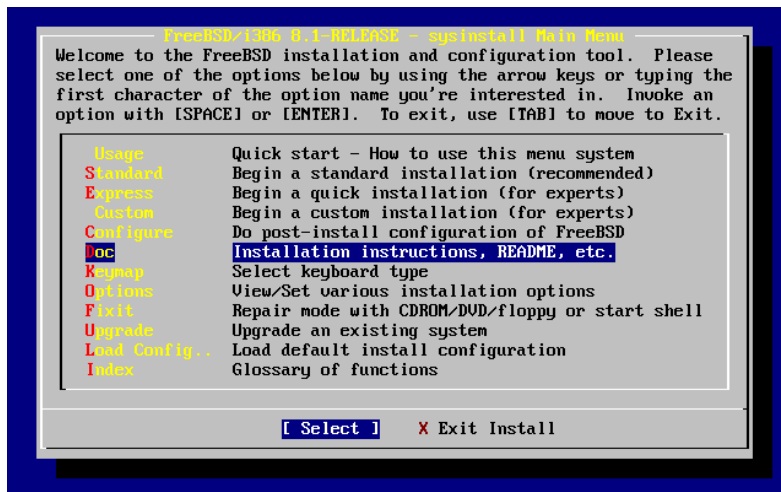 FreeBSD/i386 8.1-RELEASE - sysinstall Main Menu
Welcome to the FreeBSD installation and configuration tool.  Please
select one of the options below by using the arrow keys or typing the
first character of the option name you're interested in.  Invoke an
option with [SPACE] or [ENTER].  To exit, use [TAB] to move to Exit.
Usage Quick start - How to use this menu system
Standard Begin a standard installation (recommended)
Express Begin a quick installation (for experts)
Custom Begin a custom installation (for experts)
Configure Do post-install configuration of FreeBSD
Doc Installation instructions, README, etc.
Keymap Select keyboard type
Options View/Set various installation options
Fixit Repair mode with CDROM/DVD/floppy or start shell
Upgrade Upgrade an existing system
Load Config.. Load default install configuration
Index Glossary of functions
[ Select ] X Exit Install